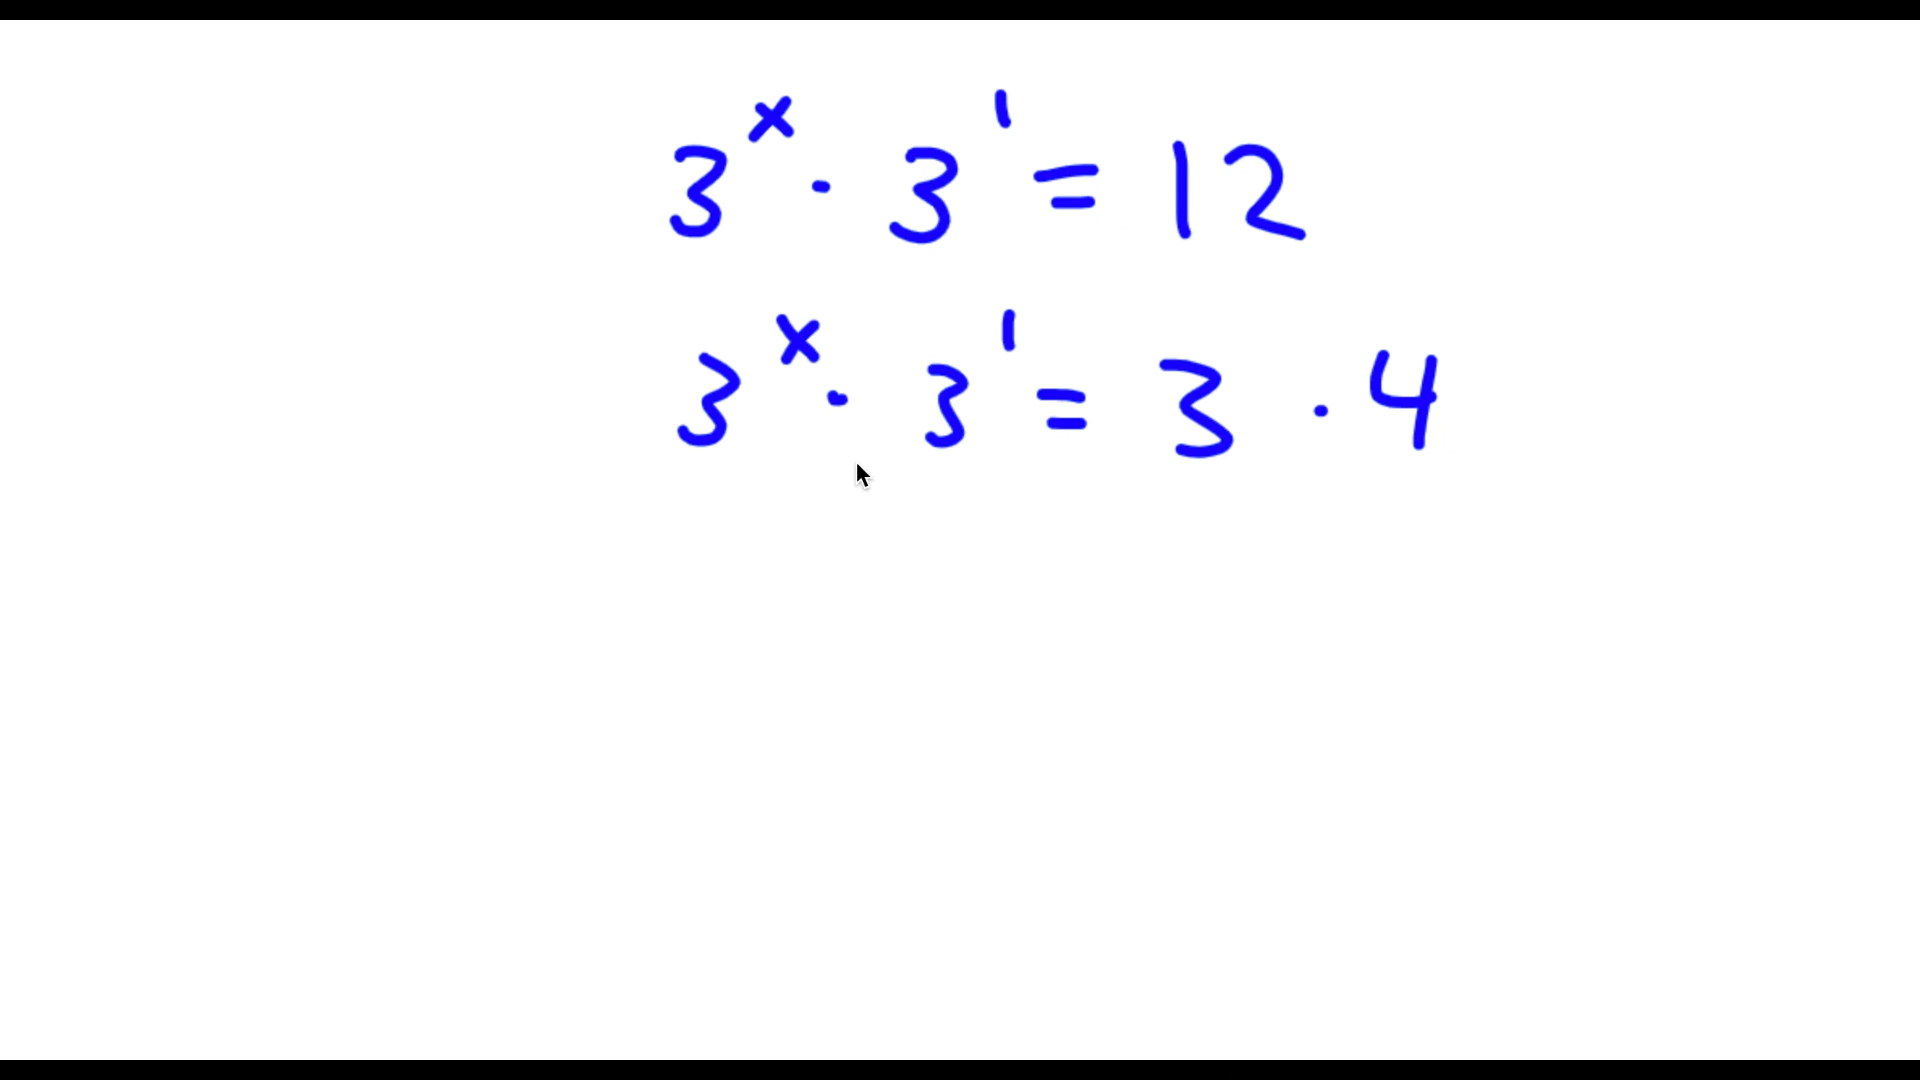 3^x · 3^1 = 12
3^x · 3^1 = 3 · 4